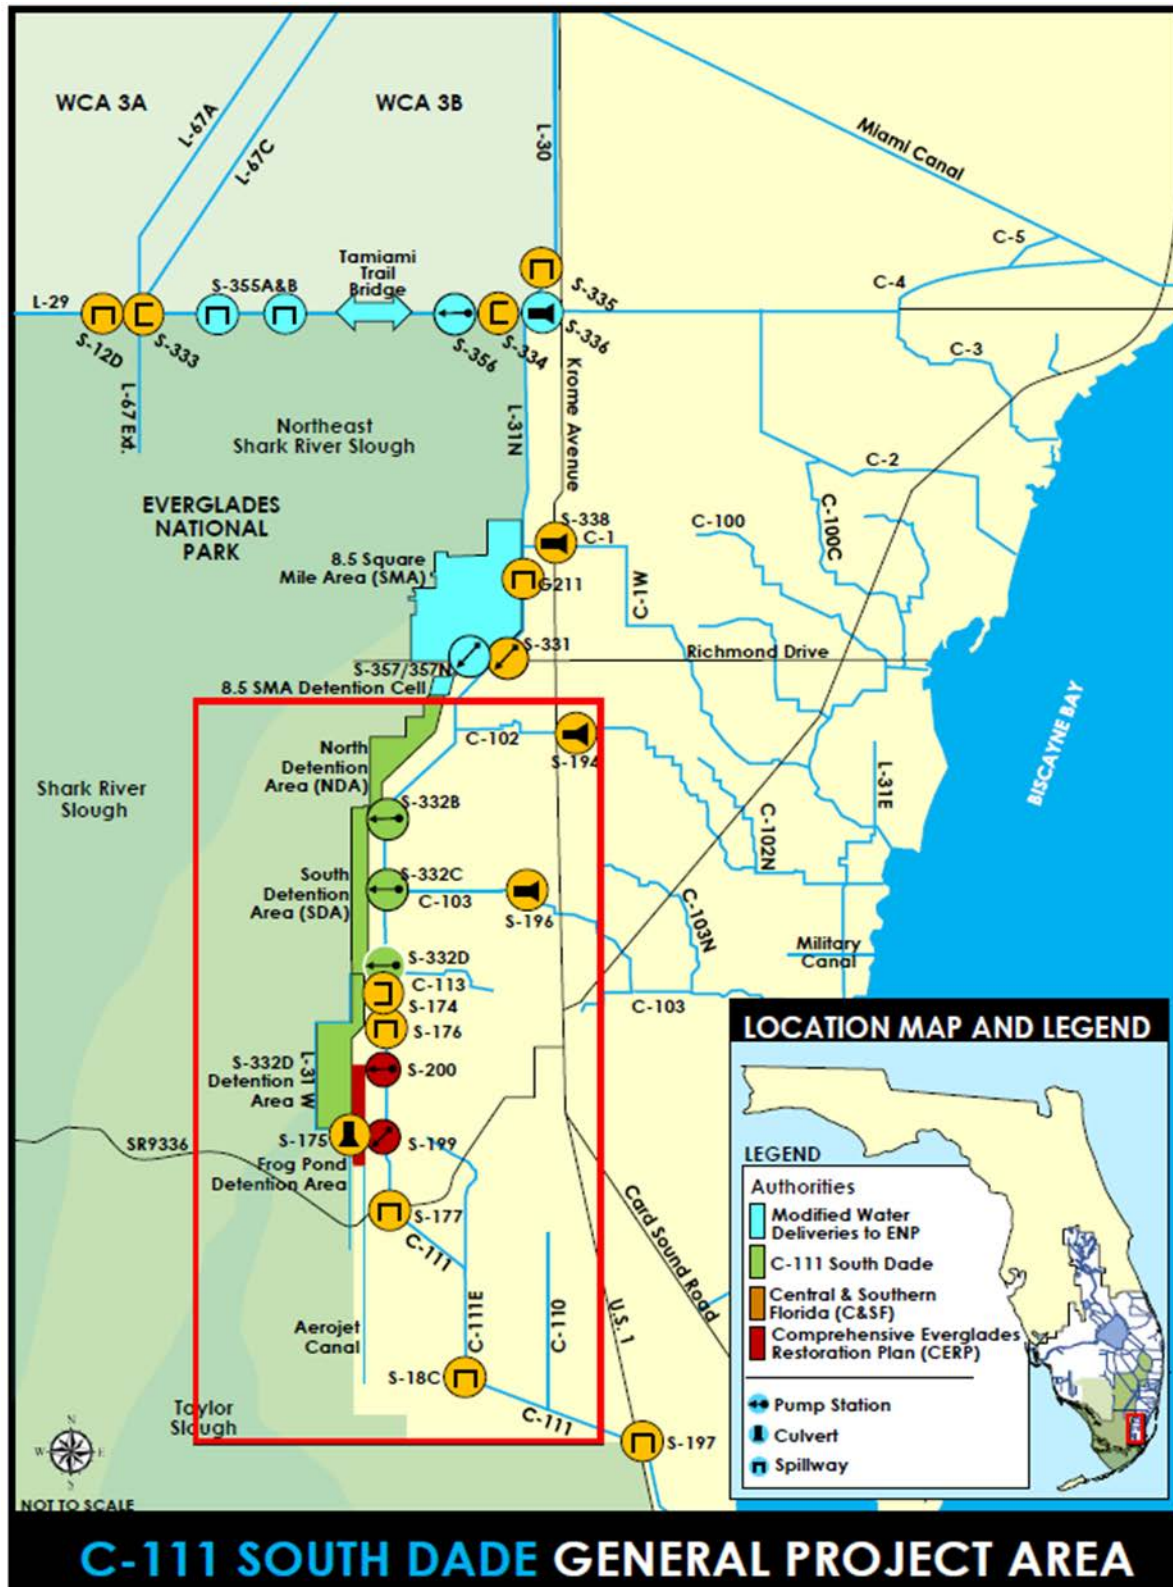 WCA 3A
WCA 3B
L-67A
L-67C
L-30
Miami Canal
C-5
C-4
C-3
Tamiami
Trail
Bridge
S-355A&B
L-29
S-12D
S-333
S-356
S-334
S-335
S-336
L-67 Ext.
L-31N
Krome Avenue
Northeast
Shark River Slough
EVERGLADES
NATIONAL
PARK
C-2
C-100
C-100C
S-338
C-1
C-1W
8.5 Square
Mile Area (SMA)
G211
S-331
Richmond Drive
S-357/357N
8.5 SMA Detention Cell
BISCAYNE BAY
C-102
S-194
North
Detention
Area (NDA)
Shark River
Slough
S-332B
L-31E
C-102N
S-332C
C-103
South
Detention
Area (SDA)
S-196
C-103N
Military
Canal
S-332D
C-113
S-174
C-103
S-176
S-332D
Detention
Area
L-31 W
S-200
S-175
S-199
SR9336
Frog Pond
Detention Area
S-177
C-111
C-111E
C-110
Card Sound Road
U.S. 1
Aerojet
Canal
S-18C
C-111
S-197
Taylor
Slough
N
W
E
S
NOT TO SCALE
LOCATION MAP AND LEGEND
LEGEND
Authorities
Modified Water
Deliveries to ENP
C-111 South Dade
Central & Southern
Florida (C&SF)
Comprehensive Everglades
Restoration Plan (CERP)
Pump Station
Culvert
Spillway
C-111 SOUTH DADE GENERAL PROJECT AREA